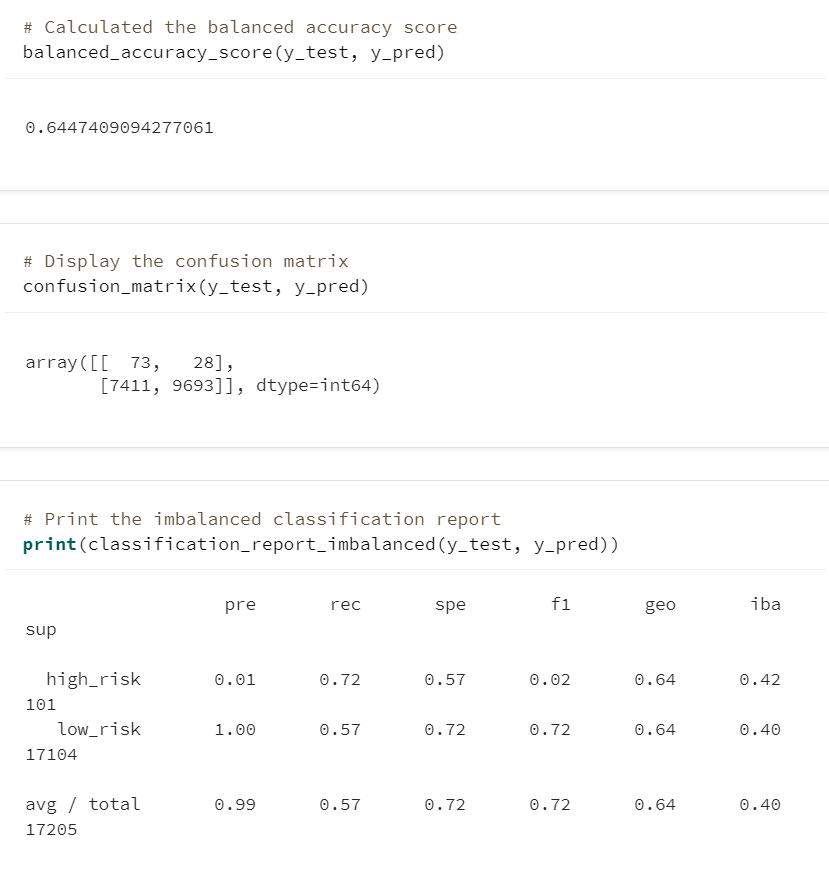 # Calculated the balanced accuracy score
balanced_accuracy_score(y_test, y_pred)
0.6447409094277061
# Display the confusion matrix
confusion_matrix(y_test, y_pred)
array([[  73,   28],
       [7411, 9693]], dtype=int64)
# Print the imbalanced classification report
print(classification_report_imbalanced(y_test, y_pred))
                   pre       rec       spe        f1       geo       iba
sup
  high_risk       0.01      0.72      0.57      0.02      0.64      0.42
101
   low_risk       1.00      0.57      0.72      0.72      0.64      0.40
17104
avg / total       0.99      0.57      0.72      0.72      0.64      0.40
17205